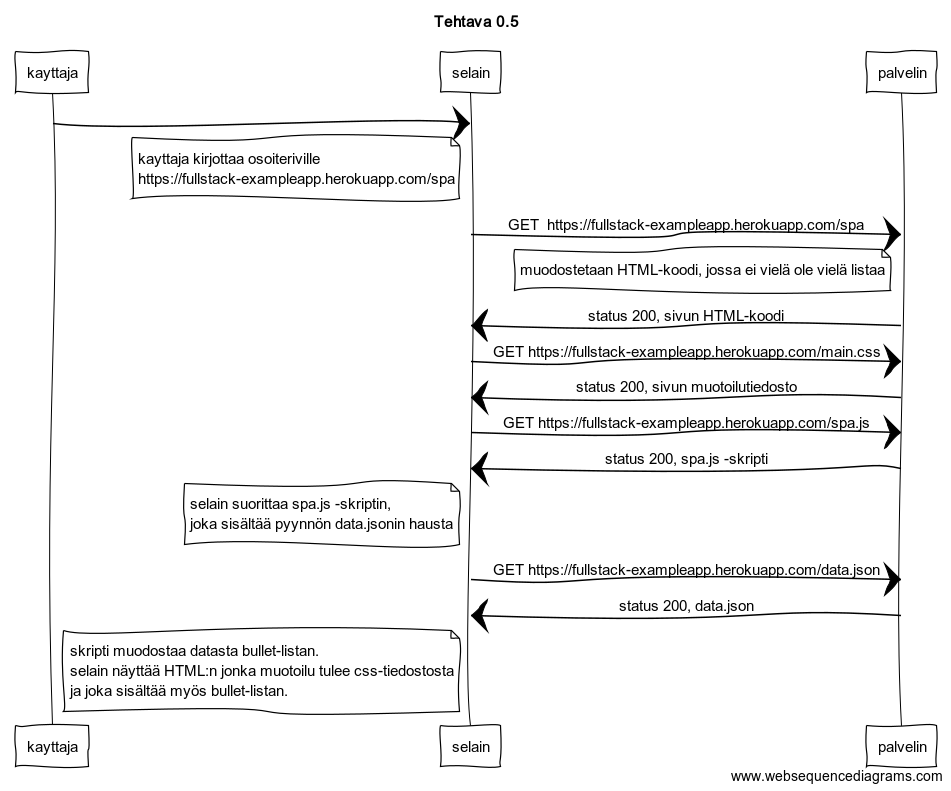 Tehtava 0.5
kayttaja
selain
palvelin
kayttaja kirjottaa osoiteriville
https://fullstack-exampleapp.herokuapp.com/spa
GET  https://fullstack-exampleapp.herokuapp.com/spa
muodostetaan HTML-koodi, jossa ei vielä ole vielä listaa
status 200, sivun HTML-koodi
GET https://fullstack-exampleapp.herokuapp.com/main.css
status 200, sivun muotoilutiedosto
GET https://fullstack-exampleapp.herokuapp.com/spa.js
status 200, spa.js -skripti
selain suorittaa spa.js -skriptin,
joka sisältää pyynnön data.jsonin hausta
GET https://fullstack-exampleapp.herokuapp.com/data.json
status 200, data.json
skripti muodostaa datasta bullet-listan.
selain näyttää HTML:n jonka muotoilu tulee css-tiedostosta
ja joka sisältää myös bullet-listan.
kayttaja
selain
palvelin
www.websequencediagrams.com